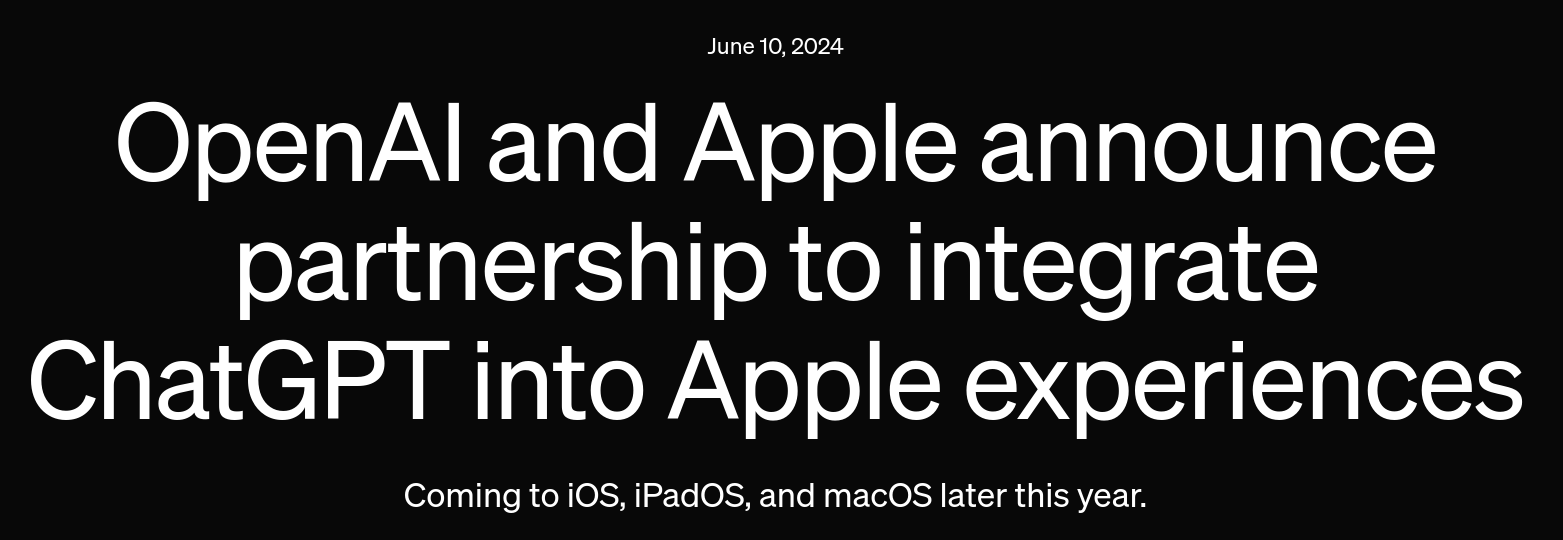 June 10, 2024
OpenAI and Apple announce
partnership to integrate
ChatGPT into Apple experiences
Coming to iOS, iPadOS, and macOS later this year.